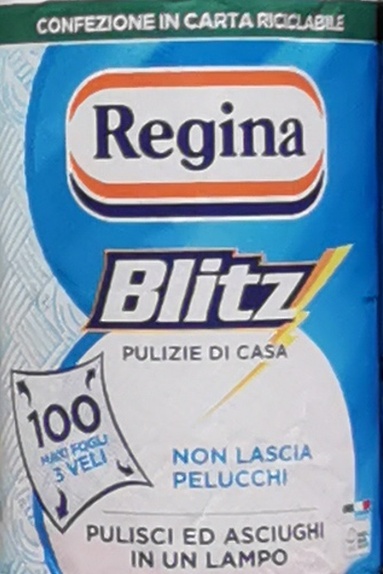 CONFEZIONE IN CARTA RICICLABILE
Regina
Blitz
PULIZIE DI CASA
100
MAXI FOGLI
3 VELI
NON LASCIA
PELUCCHI
PULISCI ED ASCIUGHI
IN UN LAMPO